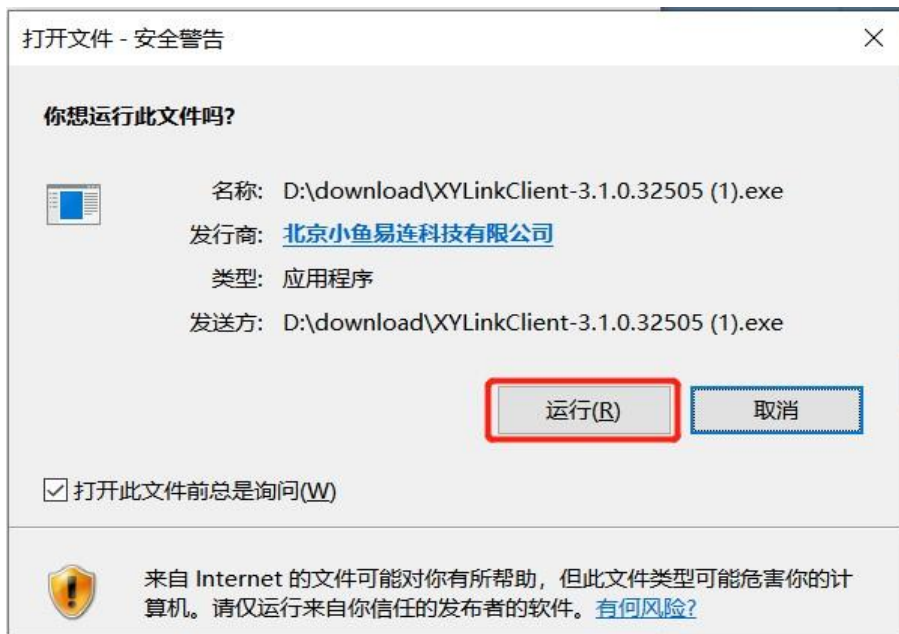 打开文件 - 安全警告
你想运行此文件吗?
名称: D:\download\XYLinkClient-3.1.0.32505 (1).exe
发行商: 北京小鱼易连科技有限公司
类型: 应用程序
发送方: D:\download\XYLinkClient-3.1.0.32505 (1).exe
运行(R) 取消
打开此文件前总是询问(W)
来自 Internet 的文件可能对你有所帮助，但此文件类型可能危害你的计
算机。请仅运行来自你信任的发布者的软件。有何风险?